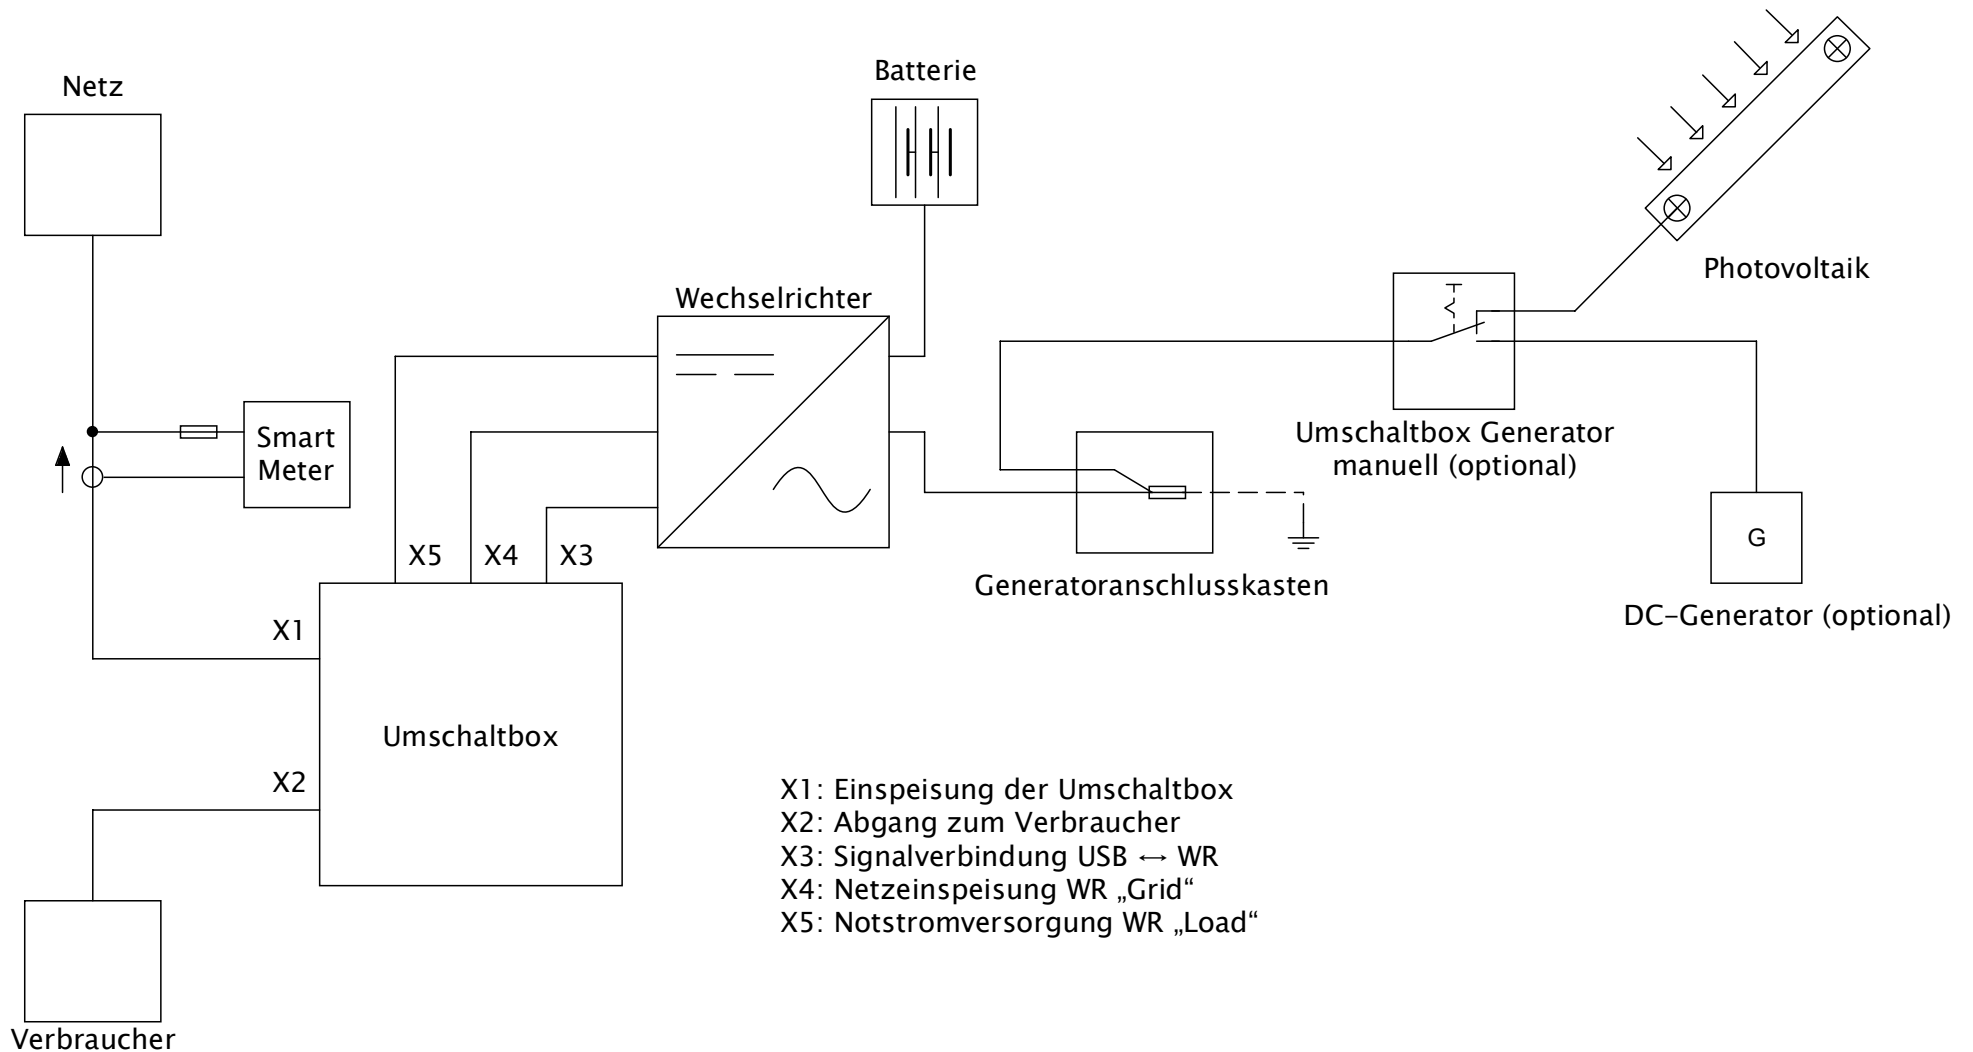 Netz
Batterie
Photovoltaik
Wechselrichter
Smart
Meter
Umschaltbox Generator
manuell (optional)
G
X5
X4
X3
Generatoranschlusskasten
DC–Generator (optional)
X1
Umschaltbox
X2
X1: Einspeisung der Umschaltbox
X2: Abgang zum Verbraucher
X3: Signalverbindung USB ↔ WR
X4: Netzeinspeisung WR „Grid“
X5: Notstromversorgung WR „Load“
Verbraucher